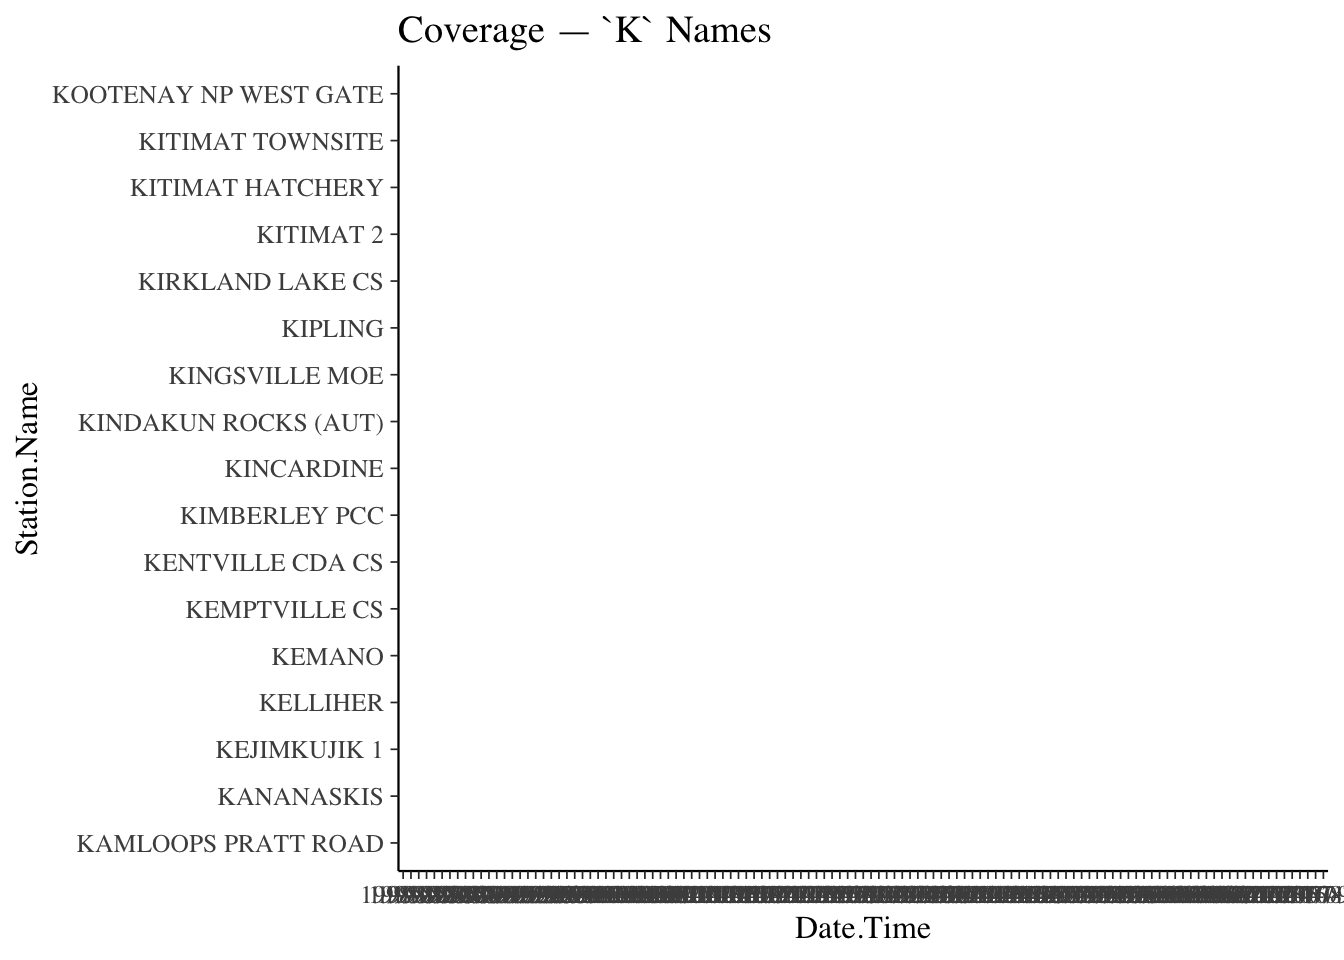 Coverage — `K` Names
KOOTENAY NP WEST GATE
KITIMAT TOWNSITE
KITIMAT HATCHERY
KITIMAT 2
KIRKLAND LAKE CS
KIPLING
KINGSVILLE MOE
KINDAKUN ROCKS (AUT)
KINCARDINE
KIMBERLEY PCC
KENTVILLE CDA CS
KEMPTVILLE CS
KEMANO
KELLIHER
KEJIMKUJIK 1
KANANASKIS
KAMLOOPS PRATT ROAD
Station.Name
Date.Time